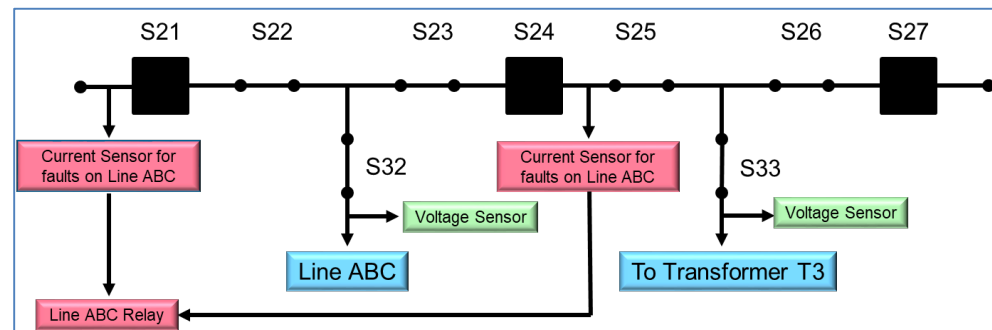 S21
S22
S23
S24
S25
S26
S27
Current Sensor for
faults on Line ABC
Current Sensor for
faults on Line ABC
S32
S33
Voltage Sensor
Voltage Sensor
Line ABC
To Transformer T3
Line ABC Relay